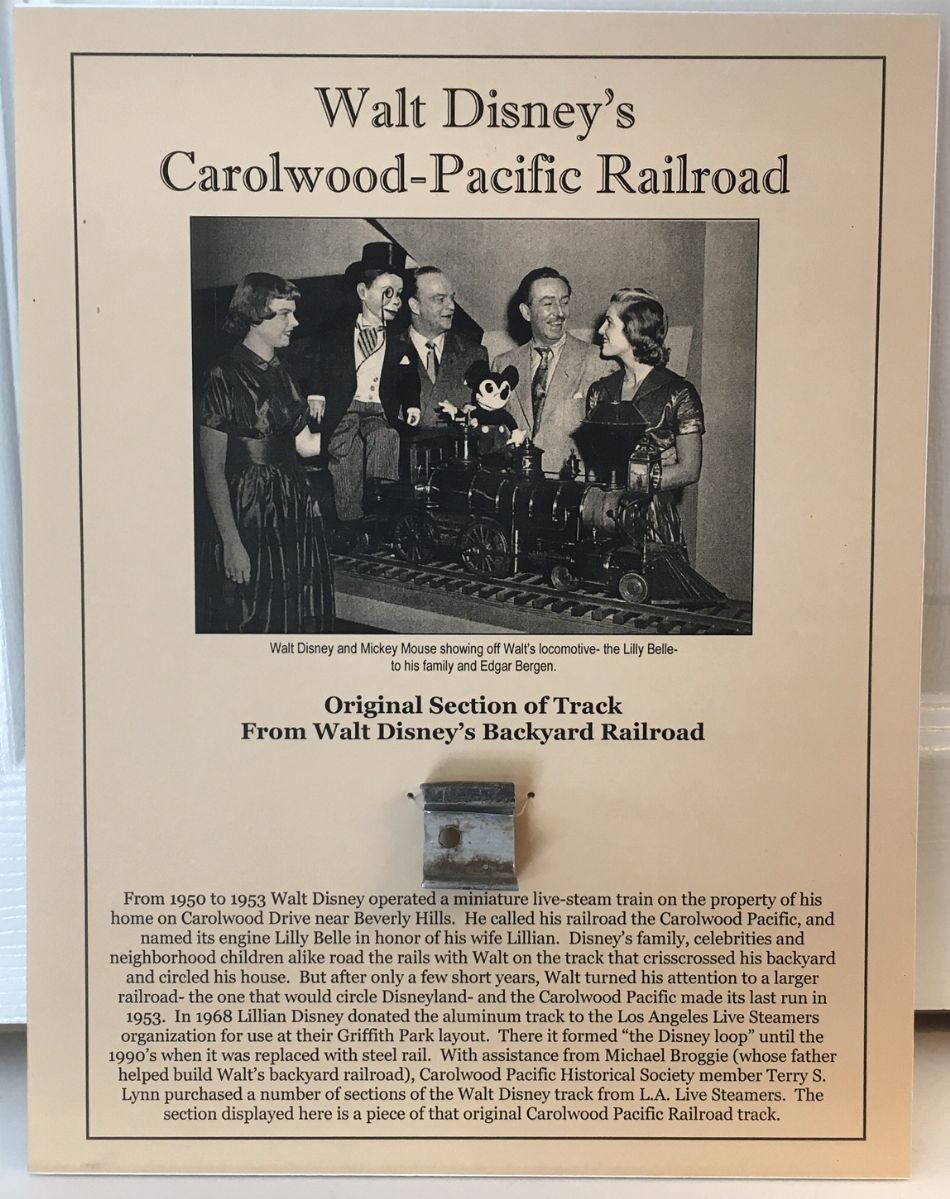 Walt Disney's
Carolwood-Pacific Railroad
Walt Disney and Mickey Mouse showing off Walt's locomotive- the Lilly Belle-
to his family and Edgar Bergen.
Original Section of Track
From Walt Disney's Backyard Railroad
From 1950 to 1953 Walt Disney operated a miniature live-steam train on the property of his
home on Carolwood Drive near Beverly Hills.  He called his railroad the Carolwood Pacific, and
named its engine Lilly Belle in honor of his wife Lillian.  Disney's family, celebrities and
neighborhood children alike road the rails with Walt on the track that crisscrossed his backyard
and circled his house.  But after only a few short years, Walt turned his attention to a larger
railroad- the one that would circle Disneyland- and the Carolwood Pacific made its last run in
1953.  In 1968 Lillian Disney donated the aluminum track to the Los Angeles Live Steamers
organization for use at their Griffith Park layout.  There it formed “the Disney loop” until the
1990's when it was replaced with steel rail.  With assistance from Michael Broggie (whose father
helped build Walt's backyard railroad), Carolwood Pacific Historical Society member Terry S.
Lynn purchased a number of sections of the Walt Disney track from L.A. Live Steamers.  The
section displayed here is a piece of that original Carolwood Pacific Railroad track.